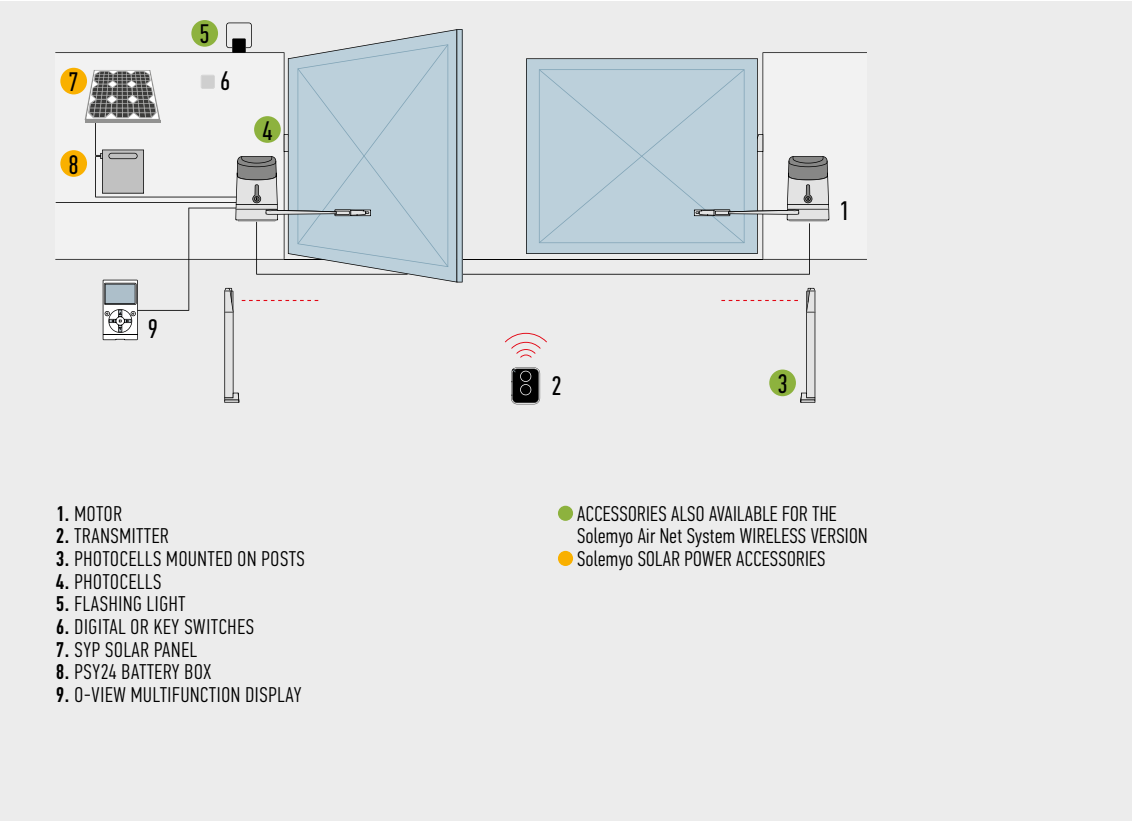 5
7
6
4
8
1
9
2
3
1. MOTOR
2. TRANSMITTER
3. PHOTOCELLS MOUNTED ON POSTS
4. PHOTOCELLS
5. FLASHING LIGHT
6. DIGITAL OR KEY SWITCHES
7. SYP SOLAR PANEL
8. PSY24 BATTERY BOX
9. O-VIEW MULTIFUNCTION DISPLAY
ACCESSORIES ALSO AVAILABLE FOR THE
Solemyo Air Net System WIRELESS VERSION
Solemyo SOLAR POWER ACCESSORIES